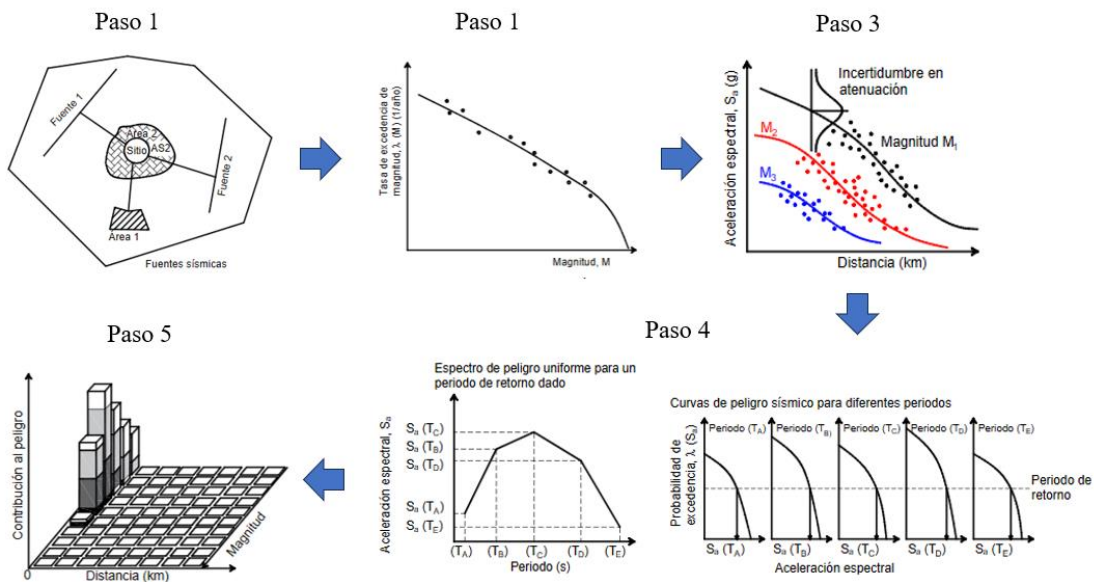 Paso 1
Fuente 1
Área 2
Sitio
AS2
Fuente 2
Área 1
Fuentes sísmicas
Paso 1
Tasa de excedencia de
magnitud, λ (M) (1/año)
Magnitud, M
Paso 3
Aceleración espectral, Sa (g)
Incertidumbre en
atenuación
M2
Magnitud M1
M3
Distancia (km)
Paso 4
Curvas de peligro sísmico para diferentes periodos
Probabilidad de
excedencia, λ (Sa)
Periodo (TA)
Periodo (TB)
Periodo (TC)
Periodo (TD)
Periodo (TE)
Periodo de
retorno
Sa (TA)
Sa (TB)
Sa (TC)
Sa (TD)
Sa (TE)
Aceleración espectral
Espectro de peligro uniforme para un
periodo de retorno dado
Aceleración espectral, Sa
Sa (TC)
Sa (TB)
Sa (TD)
Sa (TA)
Sa (TE)
(TA)
(TB)
(TC)
(TD)
(TE)
Periodo (s)
Paso 5
Contribución al peligro
Magnitud
0
Distancia (km)